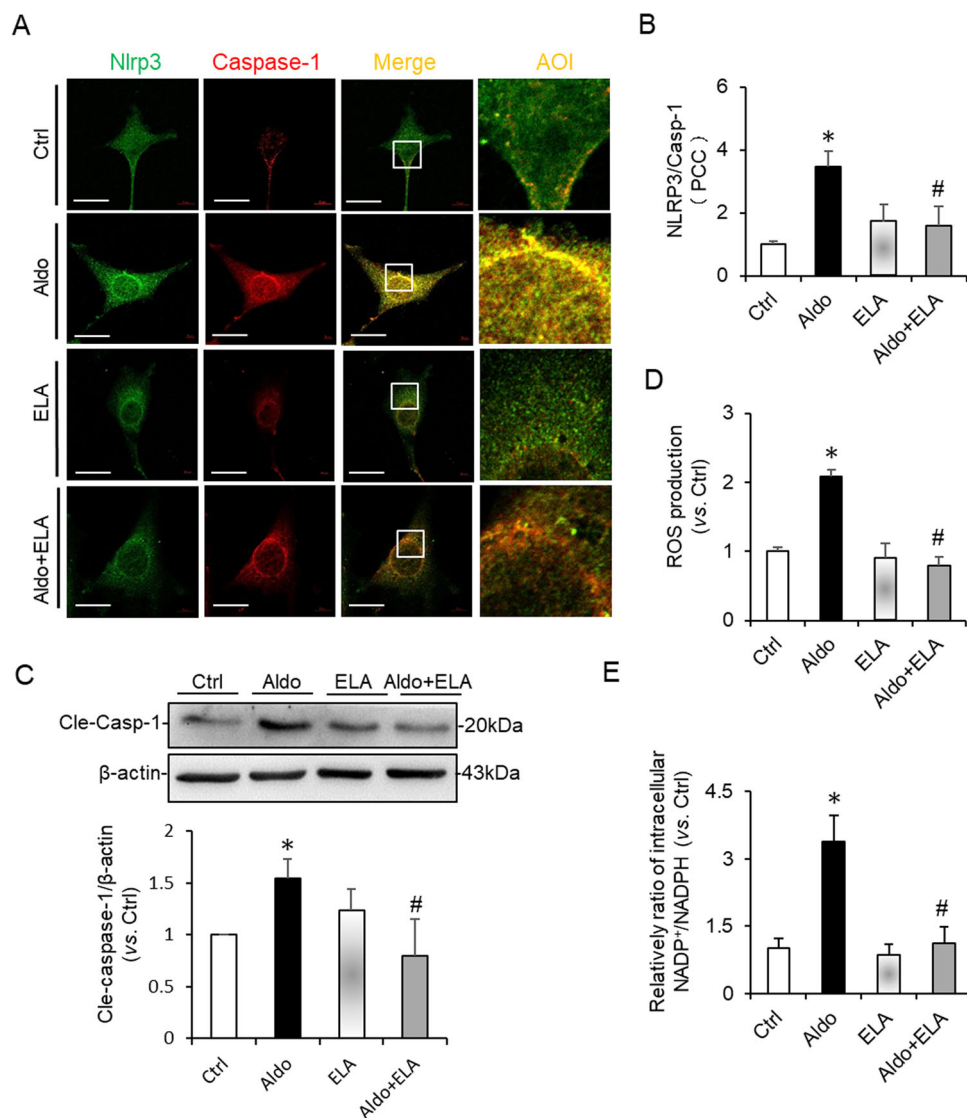 A
Nlrp3 Caspase-1 Merge AOI
Ctrl
Aldo
ELA
Aldo+ELA
B
NLRP3/Casp-1
( PCC)
6
4
2
0
*
#
Ctrl
Aldo
ELA
Aldo+ELA
D
ROS production
(vs. Ctrl)
3
2
1
0
*
#
Ctrl
Aldo
ELA
Aldo+ELA
C
Ctrl Aldo ELA Aldo+ELA
Cle-Casp-1 -20kDa
β-actin- -43kDa
Cle-caspase-1/β-actin
(vs. Ctrl)
2
1.5
1
0.5
0
*
#
Ctrl
Aldo
ELA
Aldo+ELA
E
Relatively ratio of intracellular
NADP+/NADPH (vs. Ctrl)
4.5
3
1.5
0
*
#
Ctrl
Aldo
ELA
Aldo+ELA